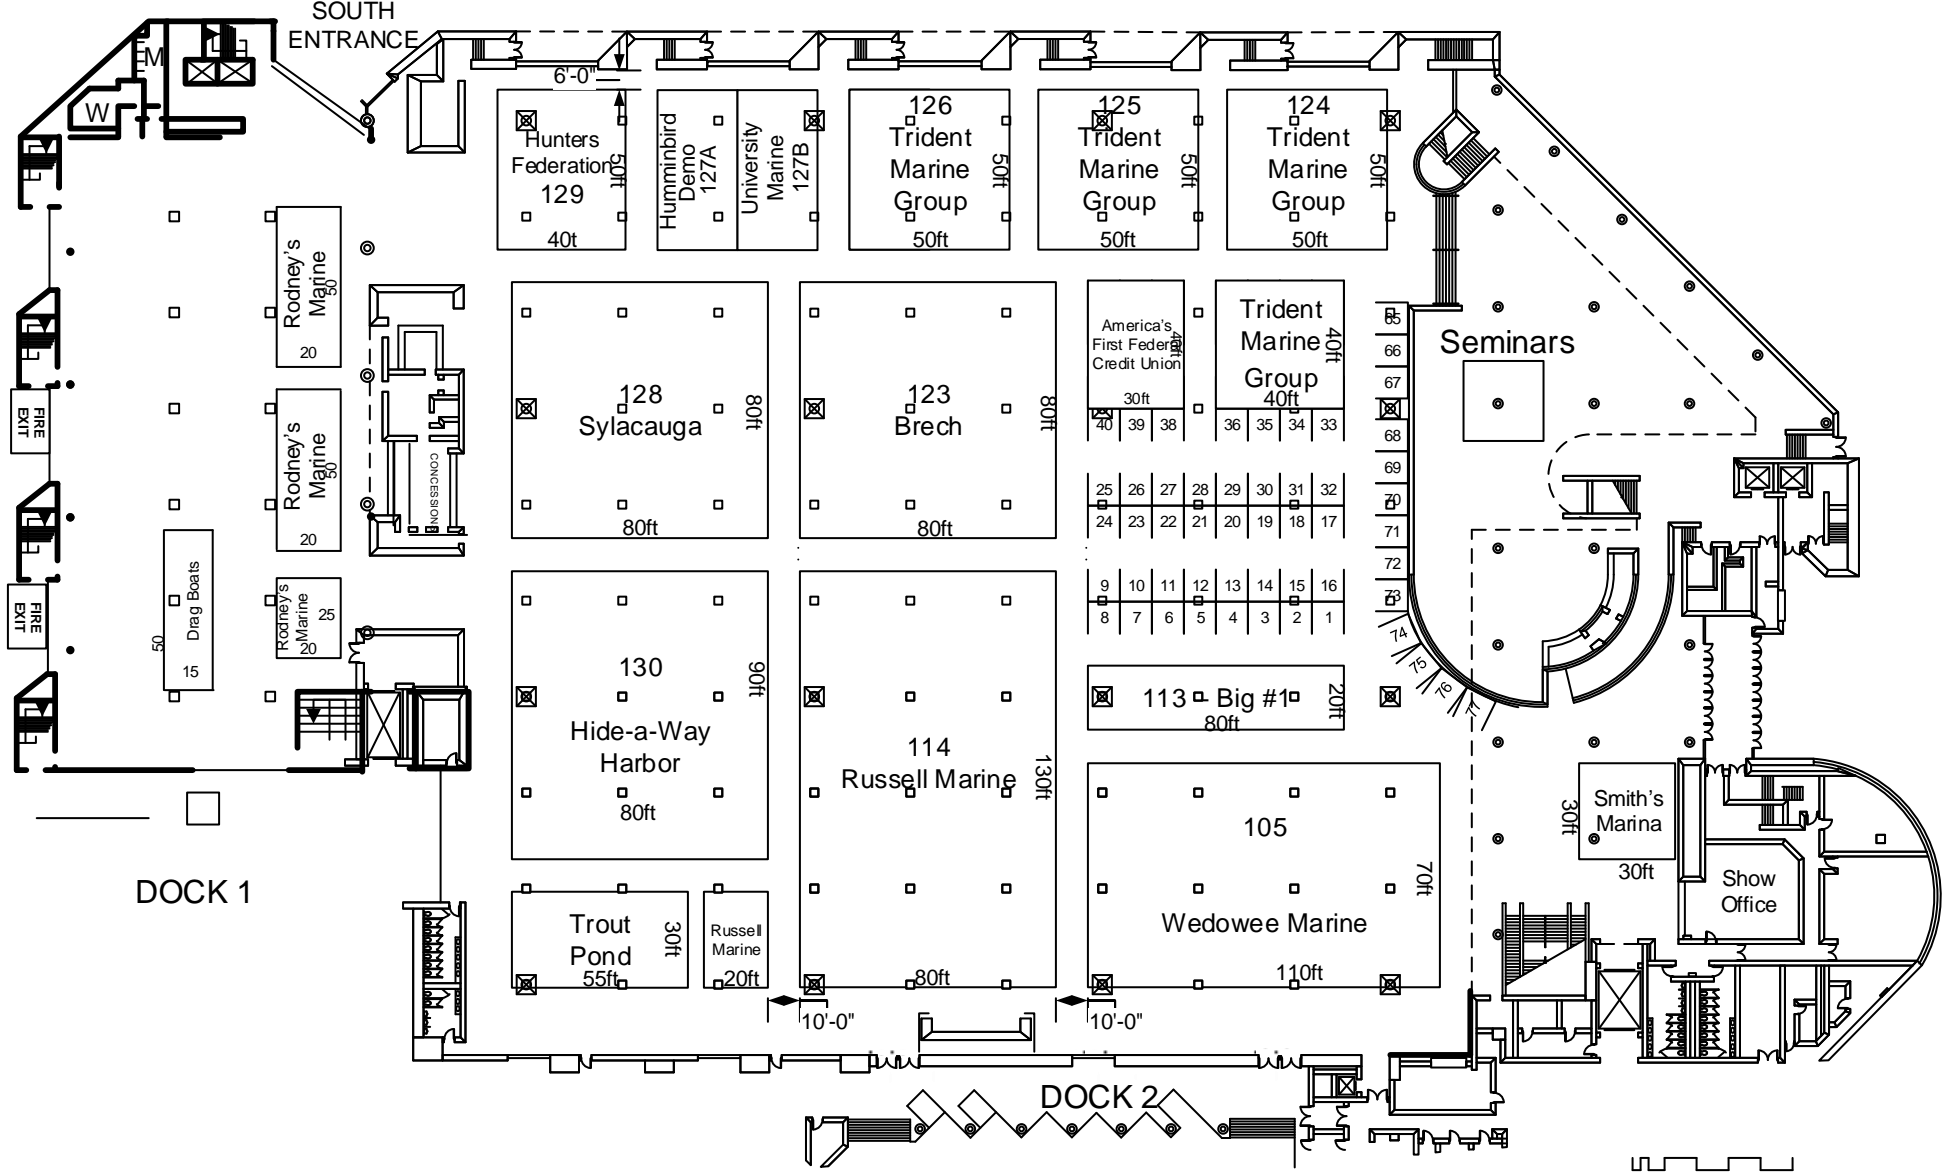 SOUTH
ENTRANCE
M
W
6'-0"
Hunters
Federation
129
50ft
40t
Humminbird
Demo
127A
University
Marine
127B
126
Trident
Marine
Group
50ft
50ft
125
Trident
Marine
Group
50ft
50ft
124
Trident
Marine
Group
50ft
50ft
Rodney's
Marine
50
20
Rodney's
Marine
50
20
Rodney's
Marine
25
20
Drag Boats
50
15
FIRE
EXIT
FIRE
EXIT
CONCESSIONS
128
Sylacauga
80ft
80ft
123
Brech
80ft
80ft
America's
First Federal
Credit Union
40ft
30ft
Trident
Marine
Group
40ft
40ft
40 39 38 36 35 34 33
25 26 27 28 29 30 31 32
24 23 22 21 20 19 18 17
9 10 11 12 13 14 15 16
8 7 6 5 4 3 2 1
65
66
67
68
69
70
71
72
73
74
75
76
77
Seminars
130
Hide-a-Way
Harbor
90ft
80ft
114
Russell Marine
130ft
80ft
113 - Big #1
80ft
20ft
105
Wedowee Marine
70ft
110ft
Smith's
Marina
30ft
30ft
Show
Office
Trout
Pond
30ft
55ft
Russell
Marine
20ft
10'-0"
10'-0"
DOCK 1
DOCK 2